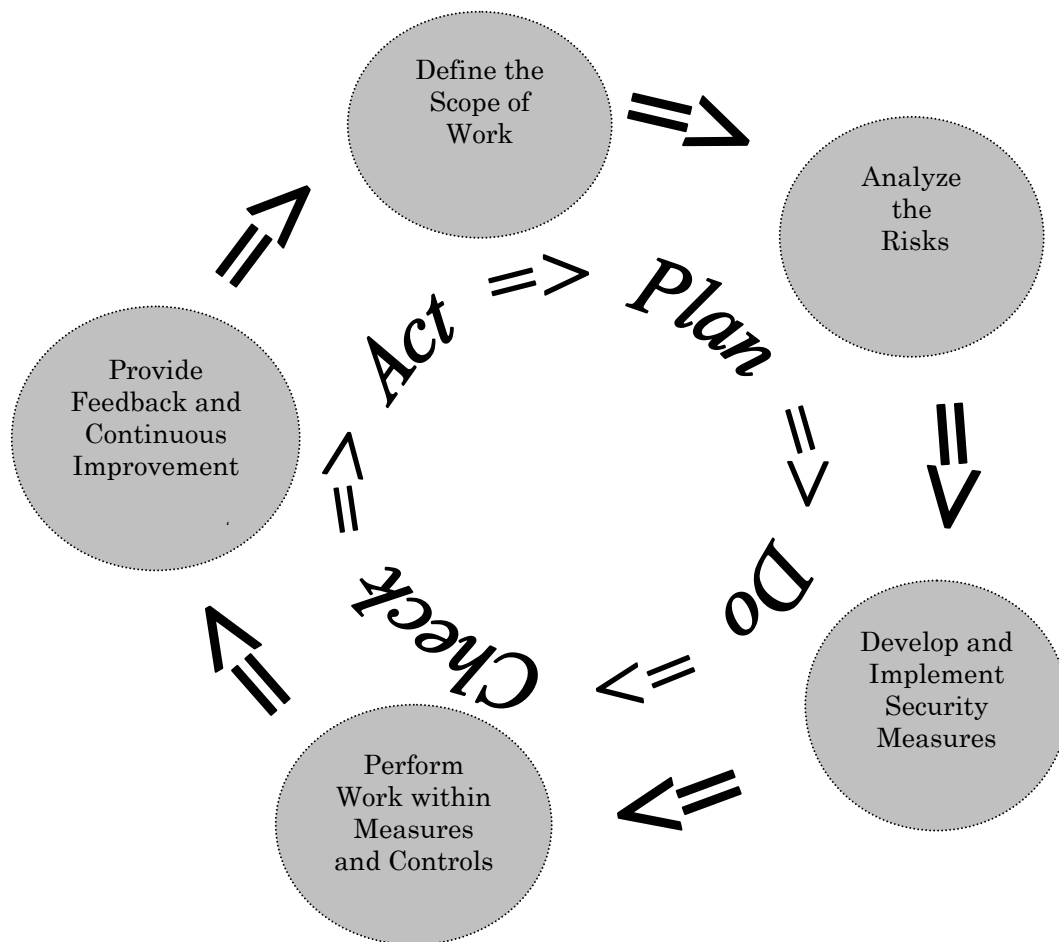 Define the
Scope of
Work
Analyze
the
Risks
Plan
Act
Provide
Feedback and
Continuous
Improvement
Do
Check
Develop and
Implement
Security
Measures
Perform
Work within
Measures
and Controls